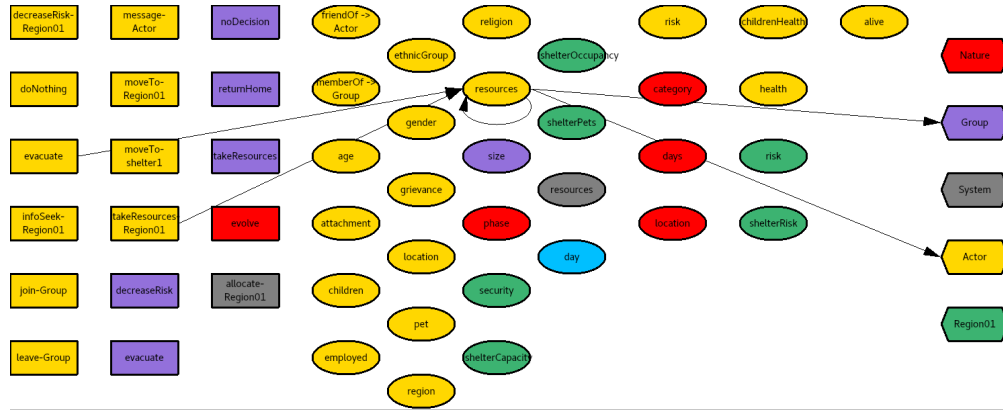 decreaseRisk-
Region01
message-
Actor
noDecision
friendOf ->
Actor
religion
risk
childrenHealth
alive
ethnicGroup
shelterOccupancy
Nature
doNothing
moveTo-
Region01
returnHome
memberOf ->
Group
resources
category
health
gender
shelterPets
Group
evacuate
moveTo-
shelter1
takeResources
age
size
days
risk
grievance
resources
System
infoSeek-
Region01
takeResources-
Region01
evolve
attachment
phase
location
shelterRisk
location
day
Actor
join-Group
decreaseRisk
allocate-
Region01
children
security
pet
Region01
leave-Group
evacuate
employed
shelterCapacity
region